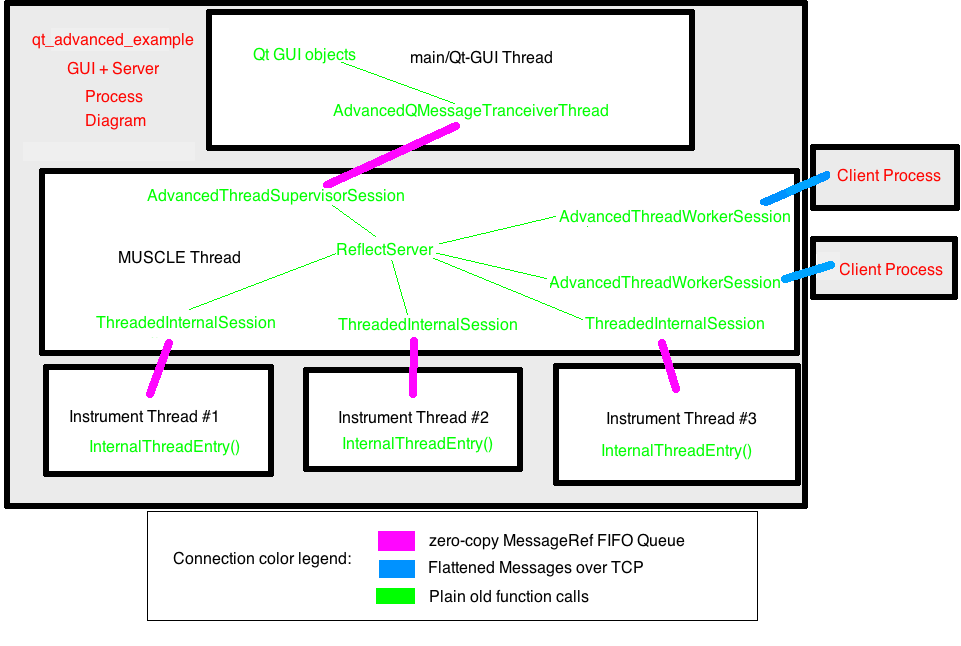 qt_advanced_example
GUI + Server
Process
Diagram
Qt GUI objects
main/Qt-GUI Thread
AdvancedQMessageTranceiverThread
AdvancedThreadSupervisorSession
Client Process
AdvancedThreadWorkerSession
ReflectServer
MUSCLE Thread
Client Process
AdvancedThreadWorkerSession
ThreadedInternalSession
ThreadedInternalSession
ThreadedInternalSession
Instrument Thread #1
InternalThreadEntry()
Instrument Thread #2
InternalThreadEntry()
Instrument Thread #3
InternalThreadEntry()
Connection color legend:
zero-copy MessageRef FIFO Queue
Flattened Messages over TCP
Plain old function calls